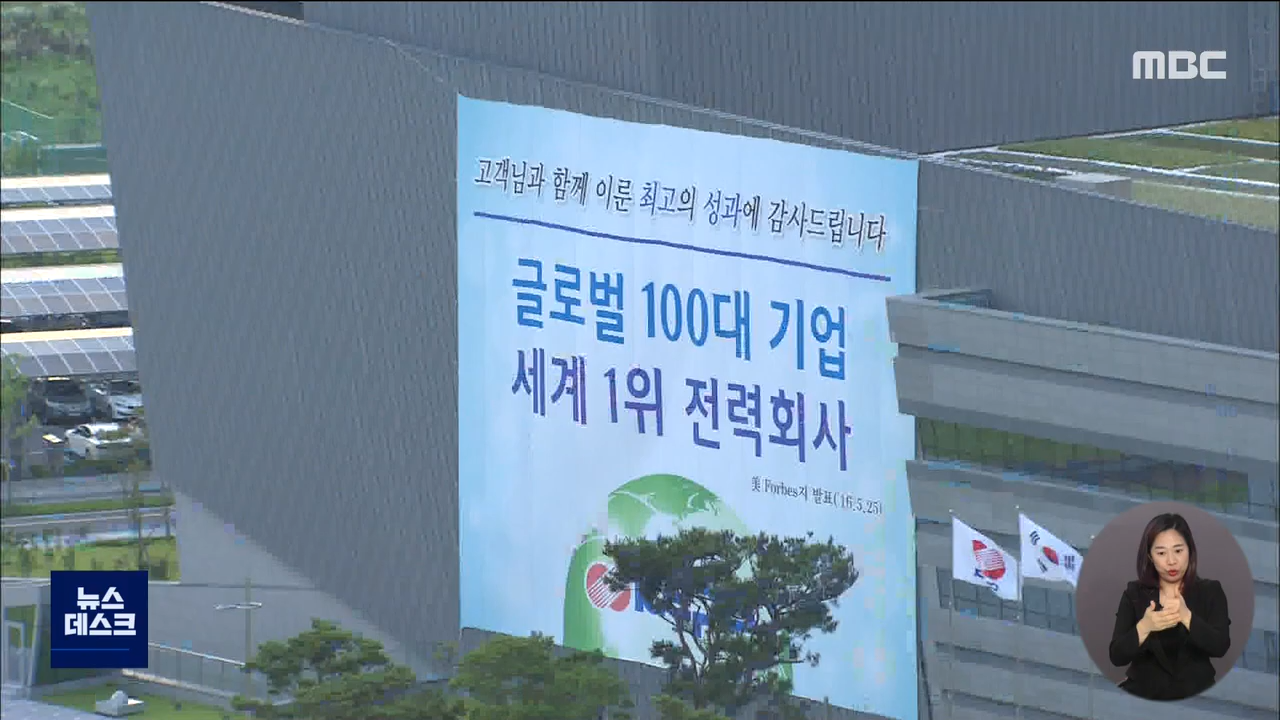 MBC
고객님과 함께 이룬 최고의 성과에 감사드립니다
글로벌 100대 기업
세계 1위 전력회사
美 Forbes지 발표('16.5.25)
뉴스
데스크